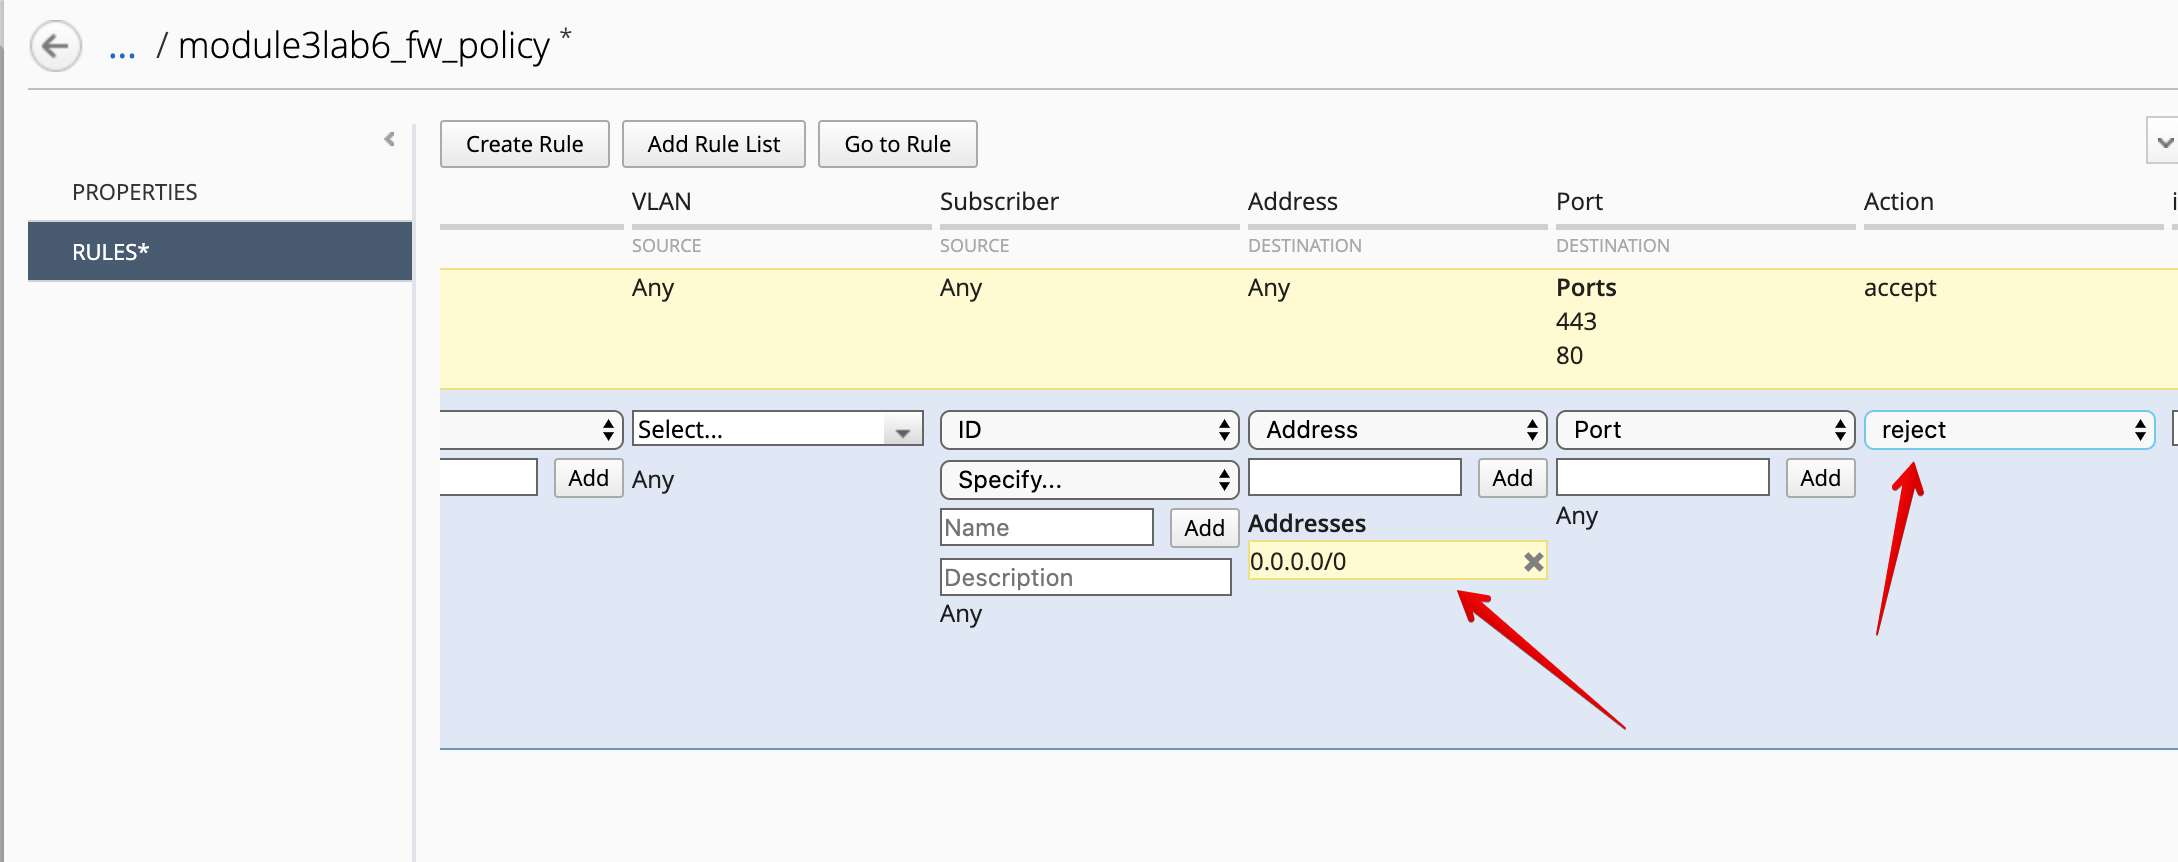 ... / module3lab6_fw_policy *
PROPERTIES
RULES*
Create Rule Add Rule List Go to Rule
VLAN Subscriber Address Port Action
SOURCE SOURCE DESTINATION DESTINATION
Any Any Any Ports accept
443
80
Select... ID Address Port reject
Add Any Specify... Add Add
Name Add Addresses Any
0.0.0.0/0
Description
Any